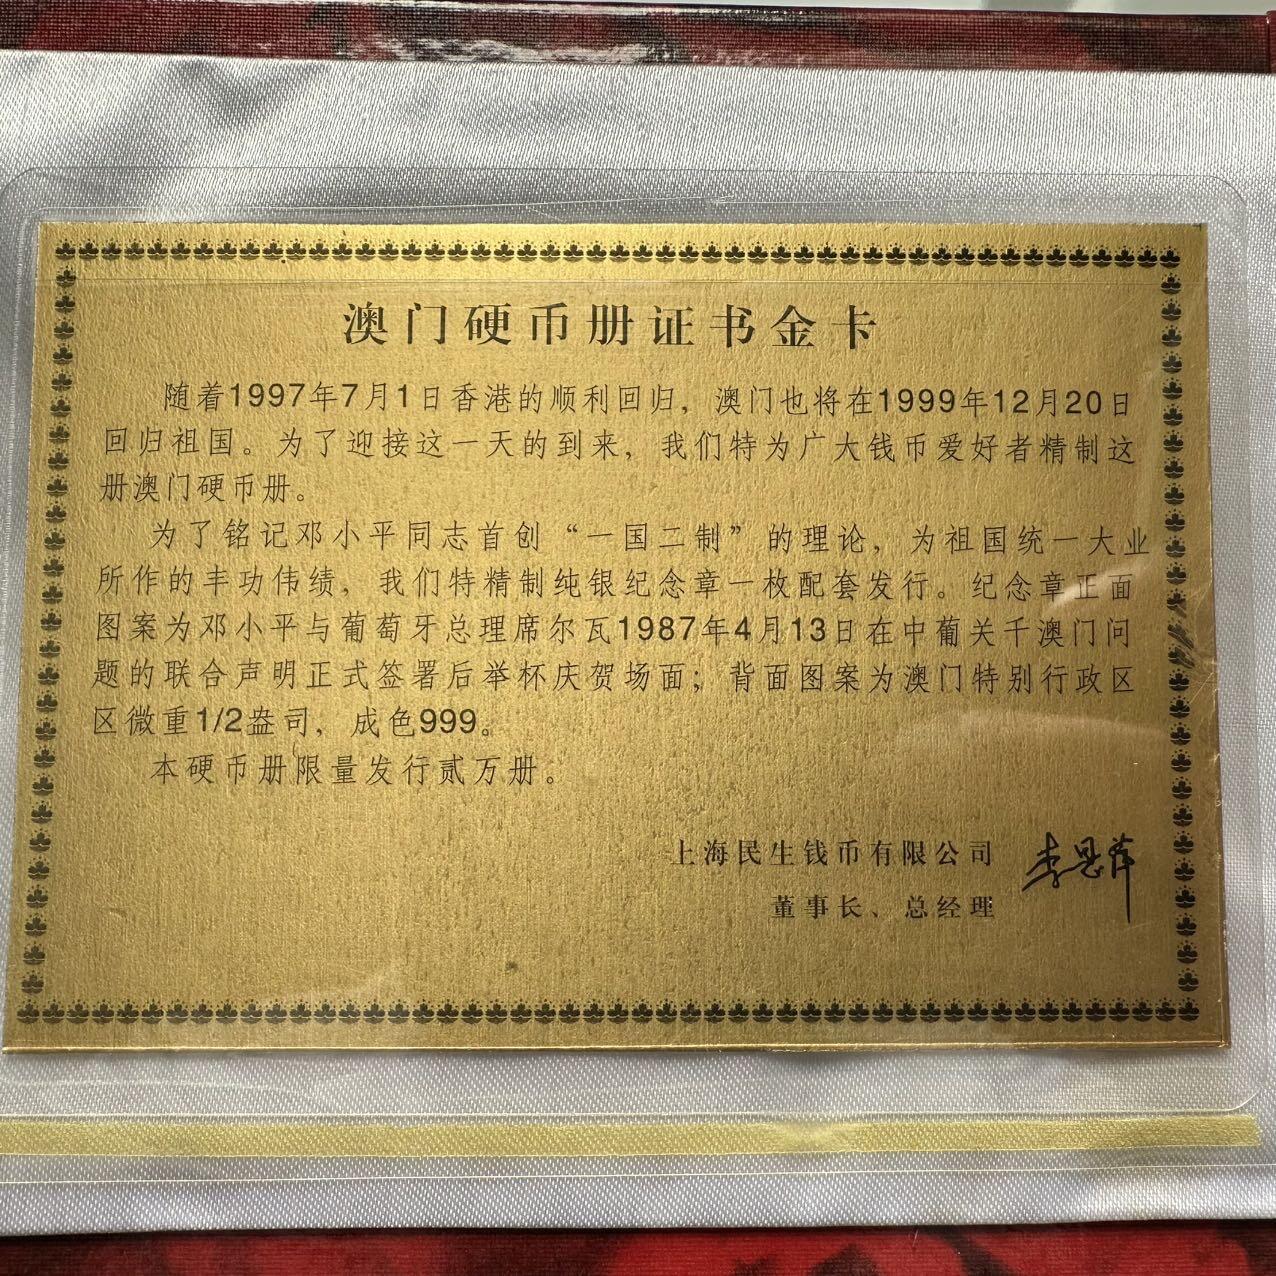 澳门硬币册证书金卡
随着1997年7月1日香港的顺利回归，澳门也将在1999年12月20日
回归祖国。为了迎接这一天的到来，我们特为广大钱币爱好者精制这
册澳门硬币册。
为了铭记邓小平同志首创“一国二制”的理论，为祖国统一大业
所作的丰功伟绩，我们特精制纯银纪念章一枚配套发行。纪念章正面
图案为邓小平与葡萄牙总理席尔瓦1987年4月13日在中葡关千澳门问
题的联合声明正式签署后举杯庆贺场面；背面图案为澳门特别行政区
区微重1/2盎司，成色999。
本硬币册限量发行贰万册。
上海民生钱币有限公司
董事长、总经理